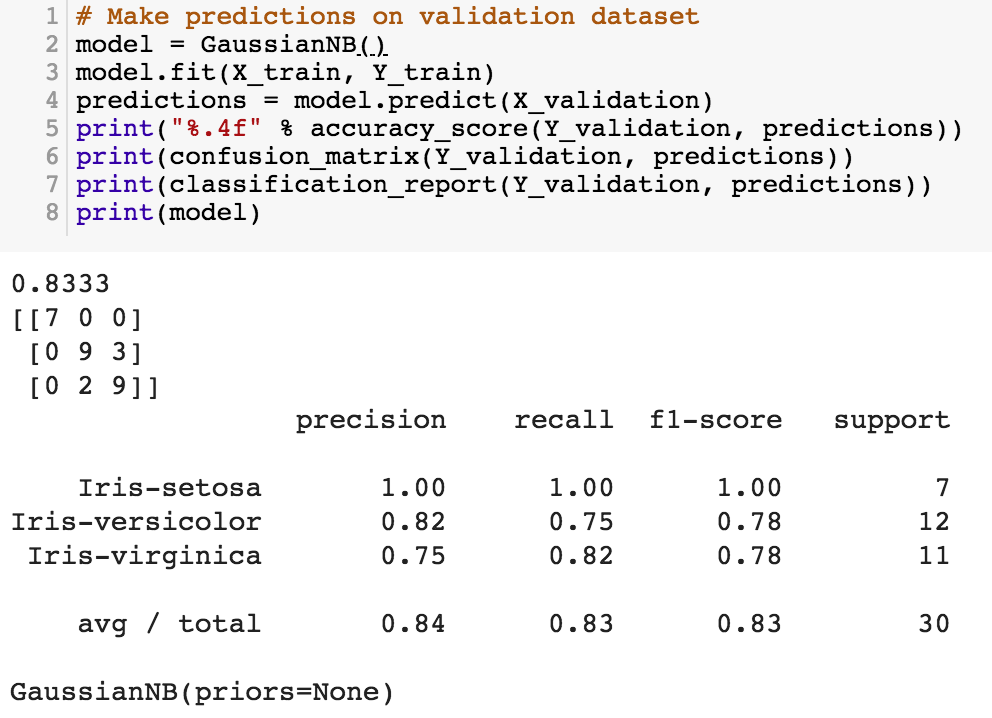 1 # Make predictions on validation dataset
2 model = GaussianNB()
3 model.fit(X_train, Y_train)
4 predictions = model.predict(X_validation)
5 print("%.4f" % accuracy_score(Y_validation, predictions))
6 print(confusion_matrix(Y_validation, predictions))
7 print(classification_report(Y_validation, predictions))
8 print(model)
0.8333
[[7 0 0]
 [0 9 3]
 [0 2 9]]
                 precision    recall  f1-score   support
    Iris-setosa       1.00      1.00      1.00         7
Iris-versicolor       0.82      0.75      0.78        12
 Iris-virginica       0.75      0.82      0.78        11
    avg / total       0.84      0.83      0.83        30
GaussianNB(priors=None)